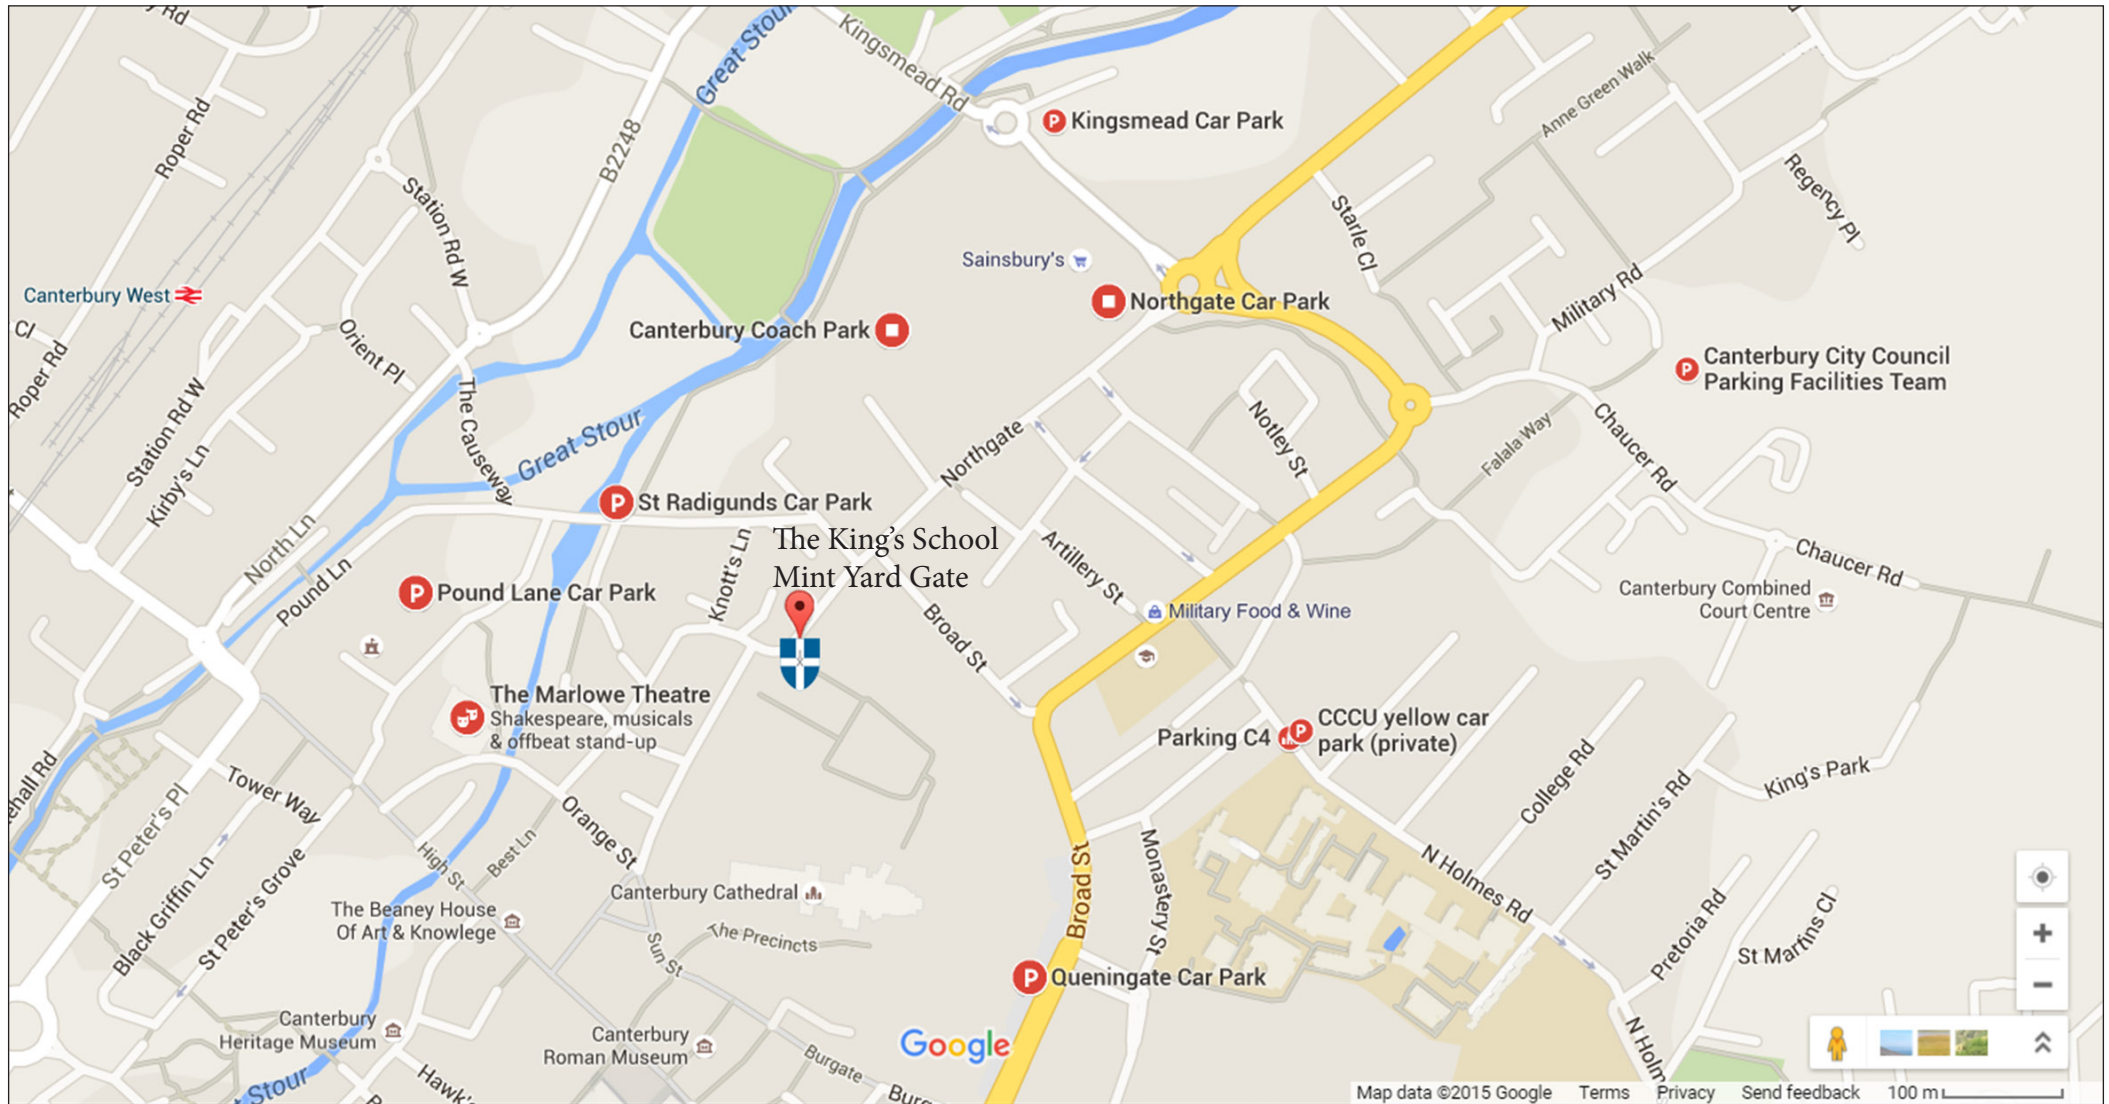 y Rd
Great Stour
Kingsmead Rd
Kingsmead Car Park
Anne Green Walk
Roper Rd
B2248
Regency Pl
Station Rd W
Starle Cl
Sainsbury's
Canterbury West
Northgate Car Park
Military Rd
Canterbury Coach Park
Cl
Orient Pl
Canterbury City Council
Parking Facilities Team
Roper Rd
Station Rd W
The Causeway
Great Stour
Northgate
Notley St
Falala Way
Chaucer Rd
Kirby's Ln
P
St Radigunds Car Park
The King's School
Mint Yard Gate
North Ln
Pound Ln
Knott's Ln
Artillery St
Chaucer Rd
Pound Lane Car Park
Broad St
Military Food & Wine
Canterbury Combined
Court Centre
The Marlowe Theatre
Shakespeare, musicals
& offbeat stand-up
Parking C4
CCCU yellow car
park (private)
College Rd
King's Park
ehall Rd
Tower Way
St Peter's Pl
Orange St
St Martin's Rd
High St
Best Ln
Black Griffin Ln
St Peter's Grove
Monastery St
N Holmes Rd
Canterbury Cathedral
The Beaney House
Of Art & Knowlege
The Precincts
Broad St
Sun St
Pretoria Rd
St Martins Cl
Queningate Car Park
Canterbury
Heritage Museum
Canterbury
Roman Museum
Google
Burgate
Burg
N Holm
Stour
Hawk's
Map data ©2015 Google Terms Privacy Send feedback 100 m